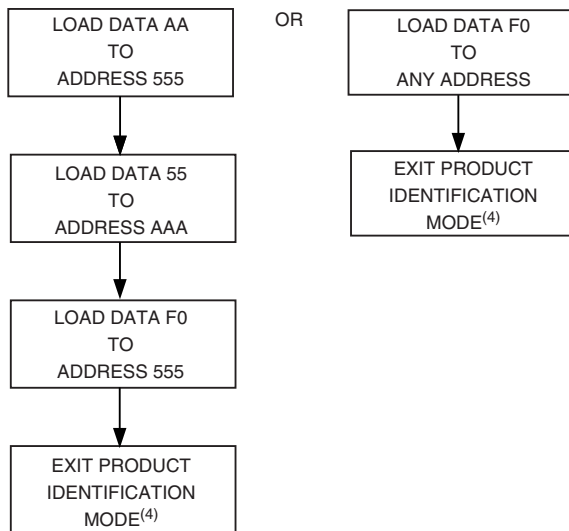 LOAD DATA AA
TO
ADDRESS 555
LOAD DATA 55
TO
ADDRESS AAA
LOAD DATA F0
TO
ADDRESS 555
EXIT PRODUCT
IDENTIFICATION
MODE(4)
OR
LOAD DATA F0
TO
ANY ADDRESS
EXIT PRODUCT
IDENTIFICATION
MODE(4)